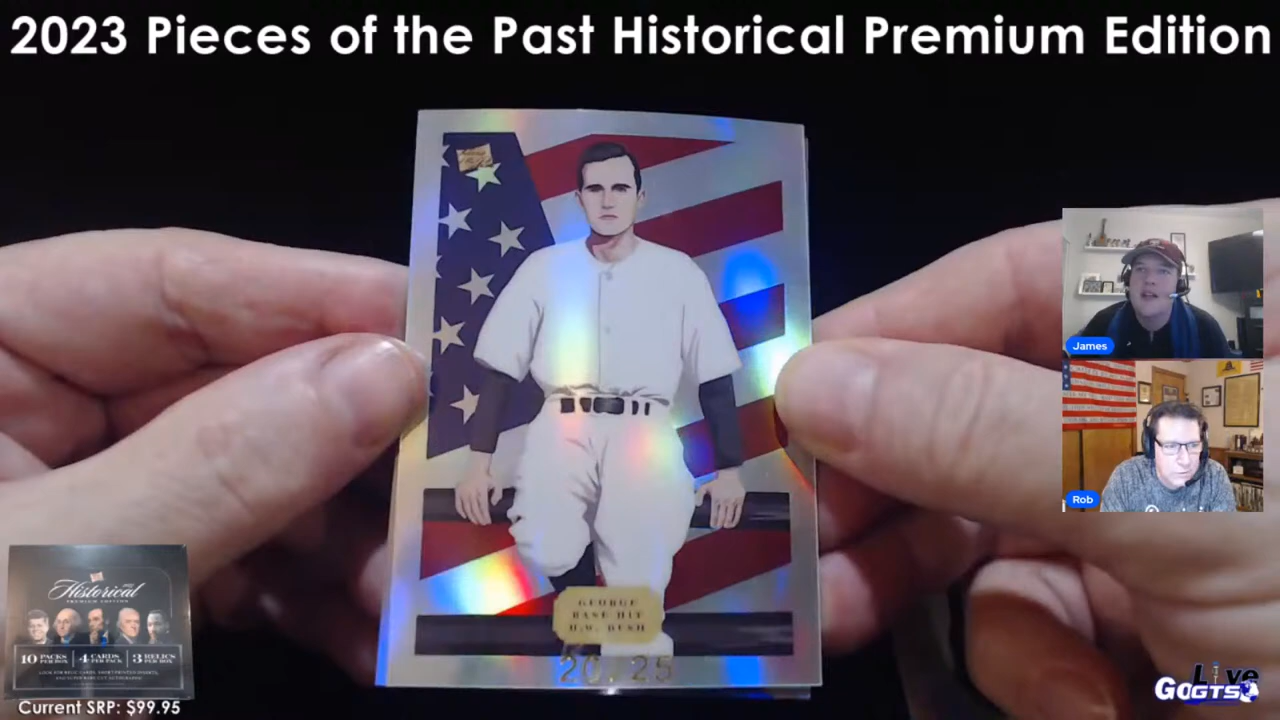 2023 Pieces of the Past Historical Premium Edition
GEORGE
BASE HIT
H.W. BUSH
20/25
James
Rob
Historical
PREMIUM EDITION
10 PACKS PER BOX | 4 CARDS PER PACK | 3 RELICS PER BOX
Current SRP: $99.95
Live
GOGTS